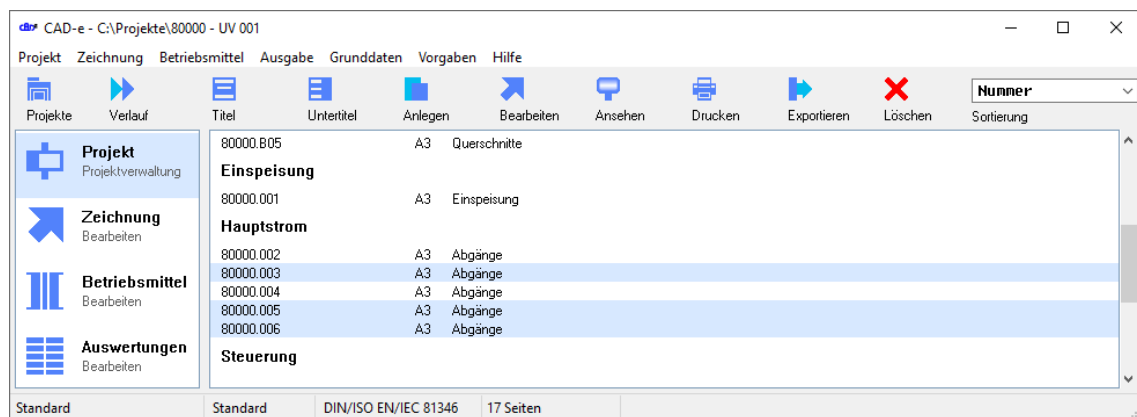 CAD-e - C:\Projekte\80000 - UV 001
Projekt Zeichnung Betriebsmittel Ausgabe Grunddaten Vorgaben Hilfe
Nummer
Projekte Verlauf Titel Untertitel Anlegen Bearbeiten Ansehen Drucken Exportieren Löschen Sortierung
Projekt
Projektverwaltung
Zeichnung
Bearbeiten
Betriebsmittel
Bearbeiten
Auswertungen
Bearbeiten
80000.B05 A3 Querschnitte
Einspeisung
80000.001 A3 Einspeisung
Hauptstrom
80000.002 A3 Abgänge
80000.003 A3 Abgänge
80000.004 A3 Abgänge
80000.005 A3 Abgänge
80000.006 A3 Abgänge
Steuerung
Standard Standard DIN/ISO EN/IEC 81346 17 Seiten